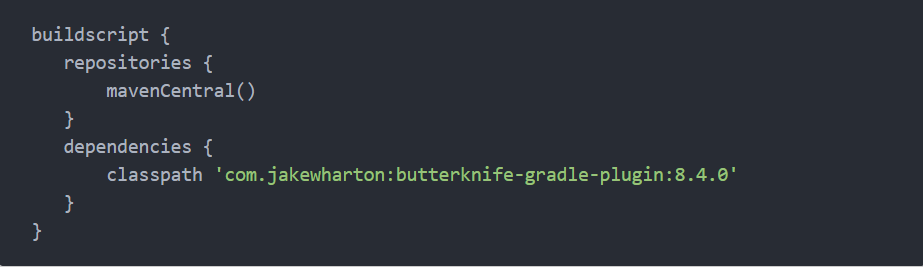 buildscript {
   repositories {
       mavenCentral()
   }
   dependencies {
       classpath 'com.jakewharton:butterknife-gradle-plugin:8.4.0'
   }
}